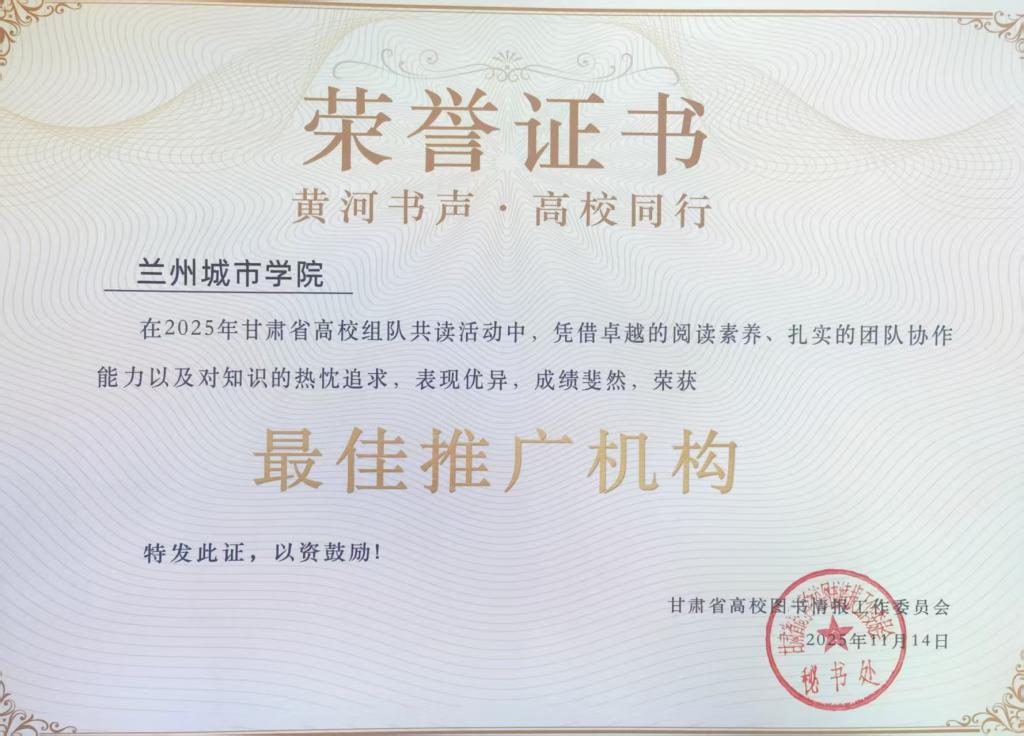 荣誉证书
黄河书声·高校同行
兰州城市学院
在2025年甘肃省高校组队共读活动中，凭借卓越的阅读素养、扎实的团队协作
能力以及对知识的热忱追求，表现优异，成绩斐然，荣获
最佳推广机构
特发此证，以资鼓励！
甘肃省高校图书情报工作委员会
2025年11月14日
秘书处